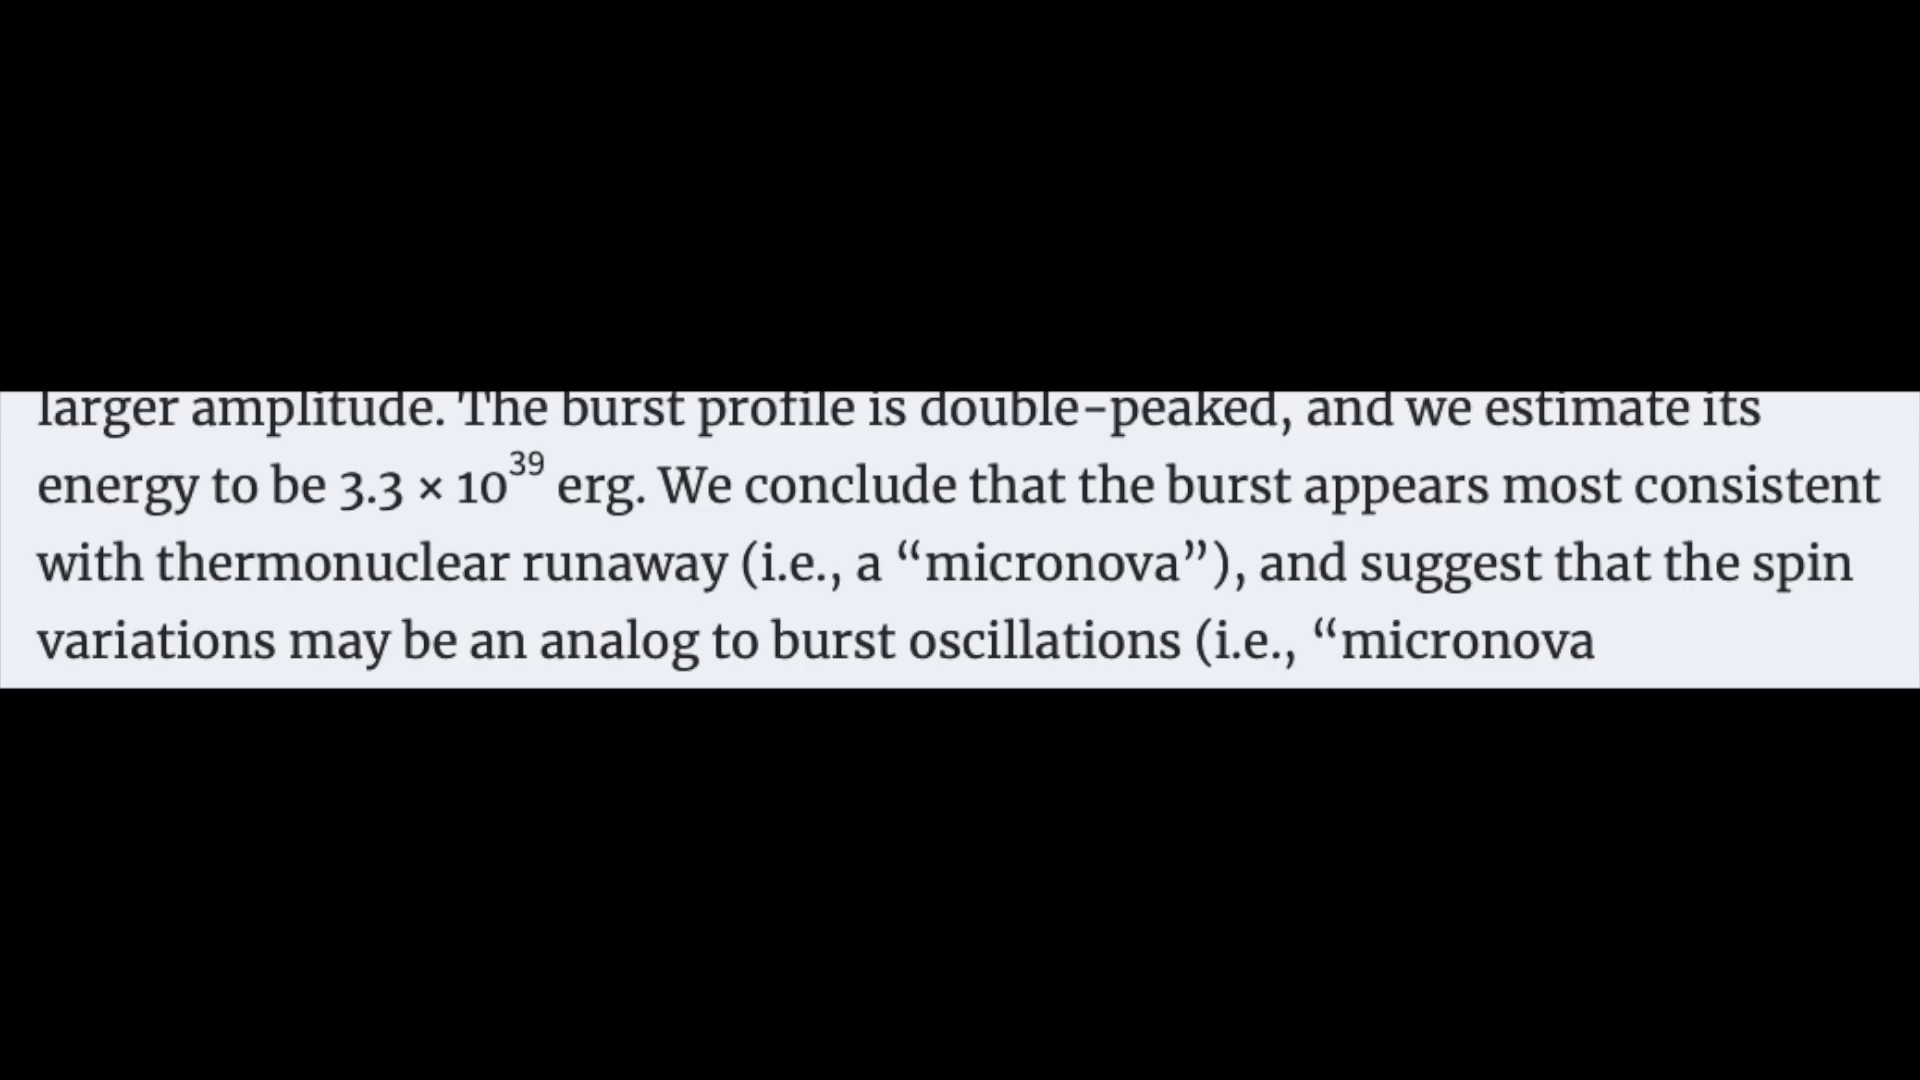 larger amplitude. The burst profile is double-peaked, and we estimate its
energy to be 3.3 × 10³⁹ erg. We conclude that the burst appears most consistent
with thermonuclear runaway (i.e., a “micronova”), and suggest that the spin
variations may be an analog to burst oscillations (i.e., “micronova